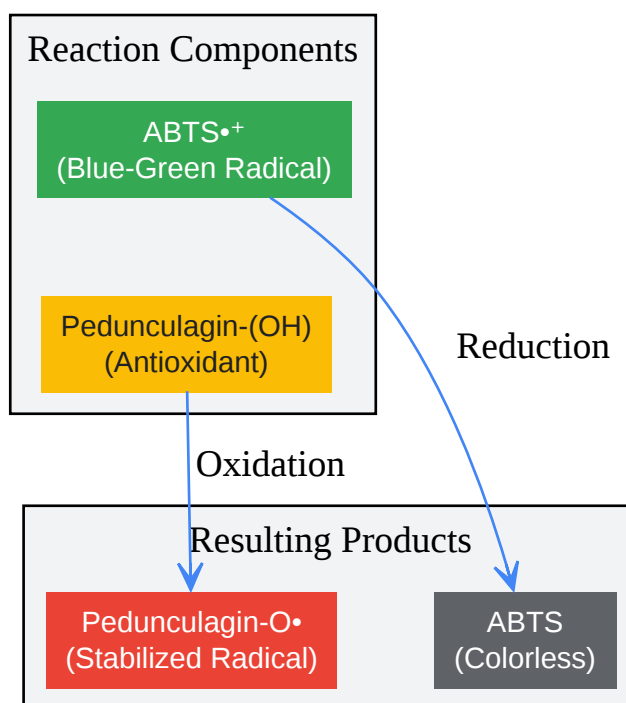 Reaction Components
ABTS•⁺
(Blue-Green Radical)
Pedunculagin-(OH)
(Antioxidant)
Reduction
Oxidation
Resulting Products
Pedunculagin-O•
(Stabilized Radical)
ABTS
(Colorless)